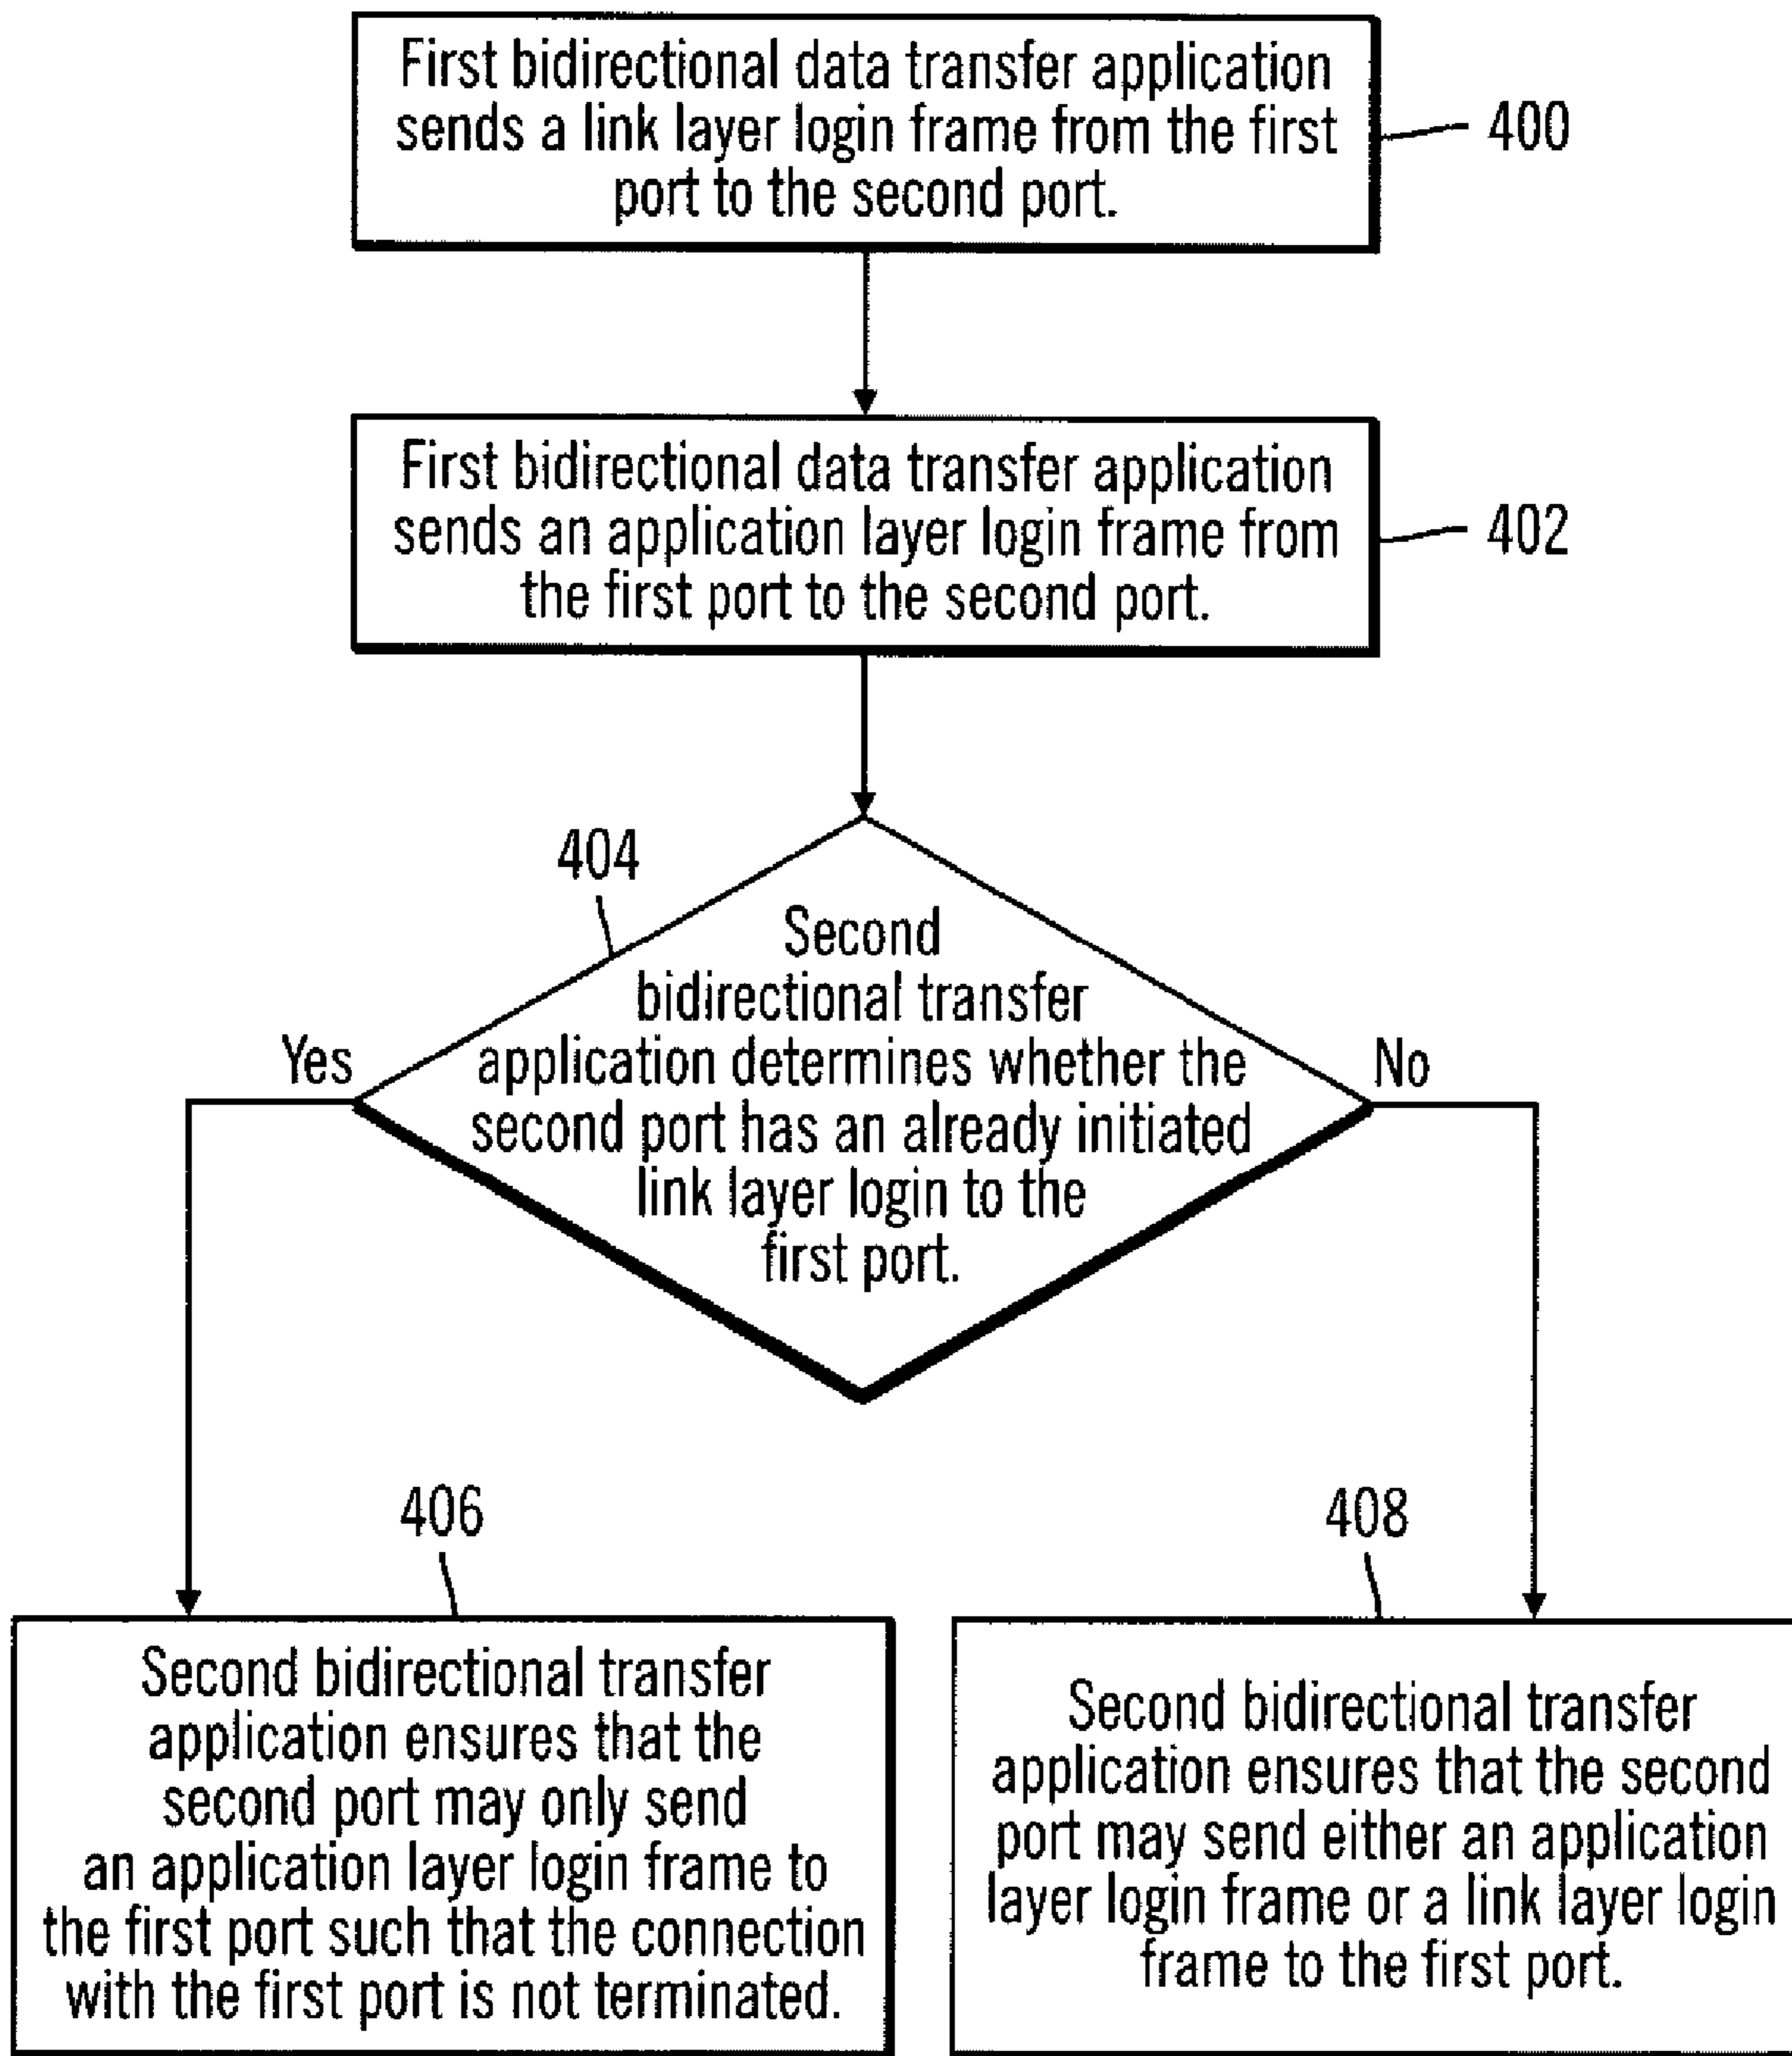 First bidirectional data transfer application
sends a link layer login frame from the first
port to the second port.
400
First bidirectional data transfer application
sends an application layer login frame from
the first port to the second port.
402
404
Second
bidirectional transfer
application determines whether the
second port has an already initiated
link layer login to the
first port.
Yes
No
406
Second bidirectional transfer
application ensures that the
second port may only send
an application layer login frame to
the first port such that the connection
with the first port is not terminated.
408
Second bidirectional transfer
application ensures that the second
port may send either an application
layer login frame or a link layer login
frame to the first port.